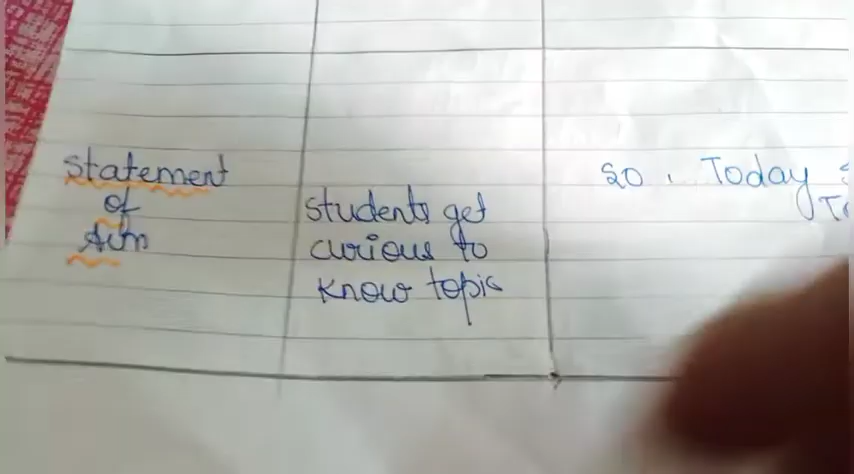 Statement
of
Aim
Students get
curious to
know topic
So, Today